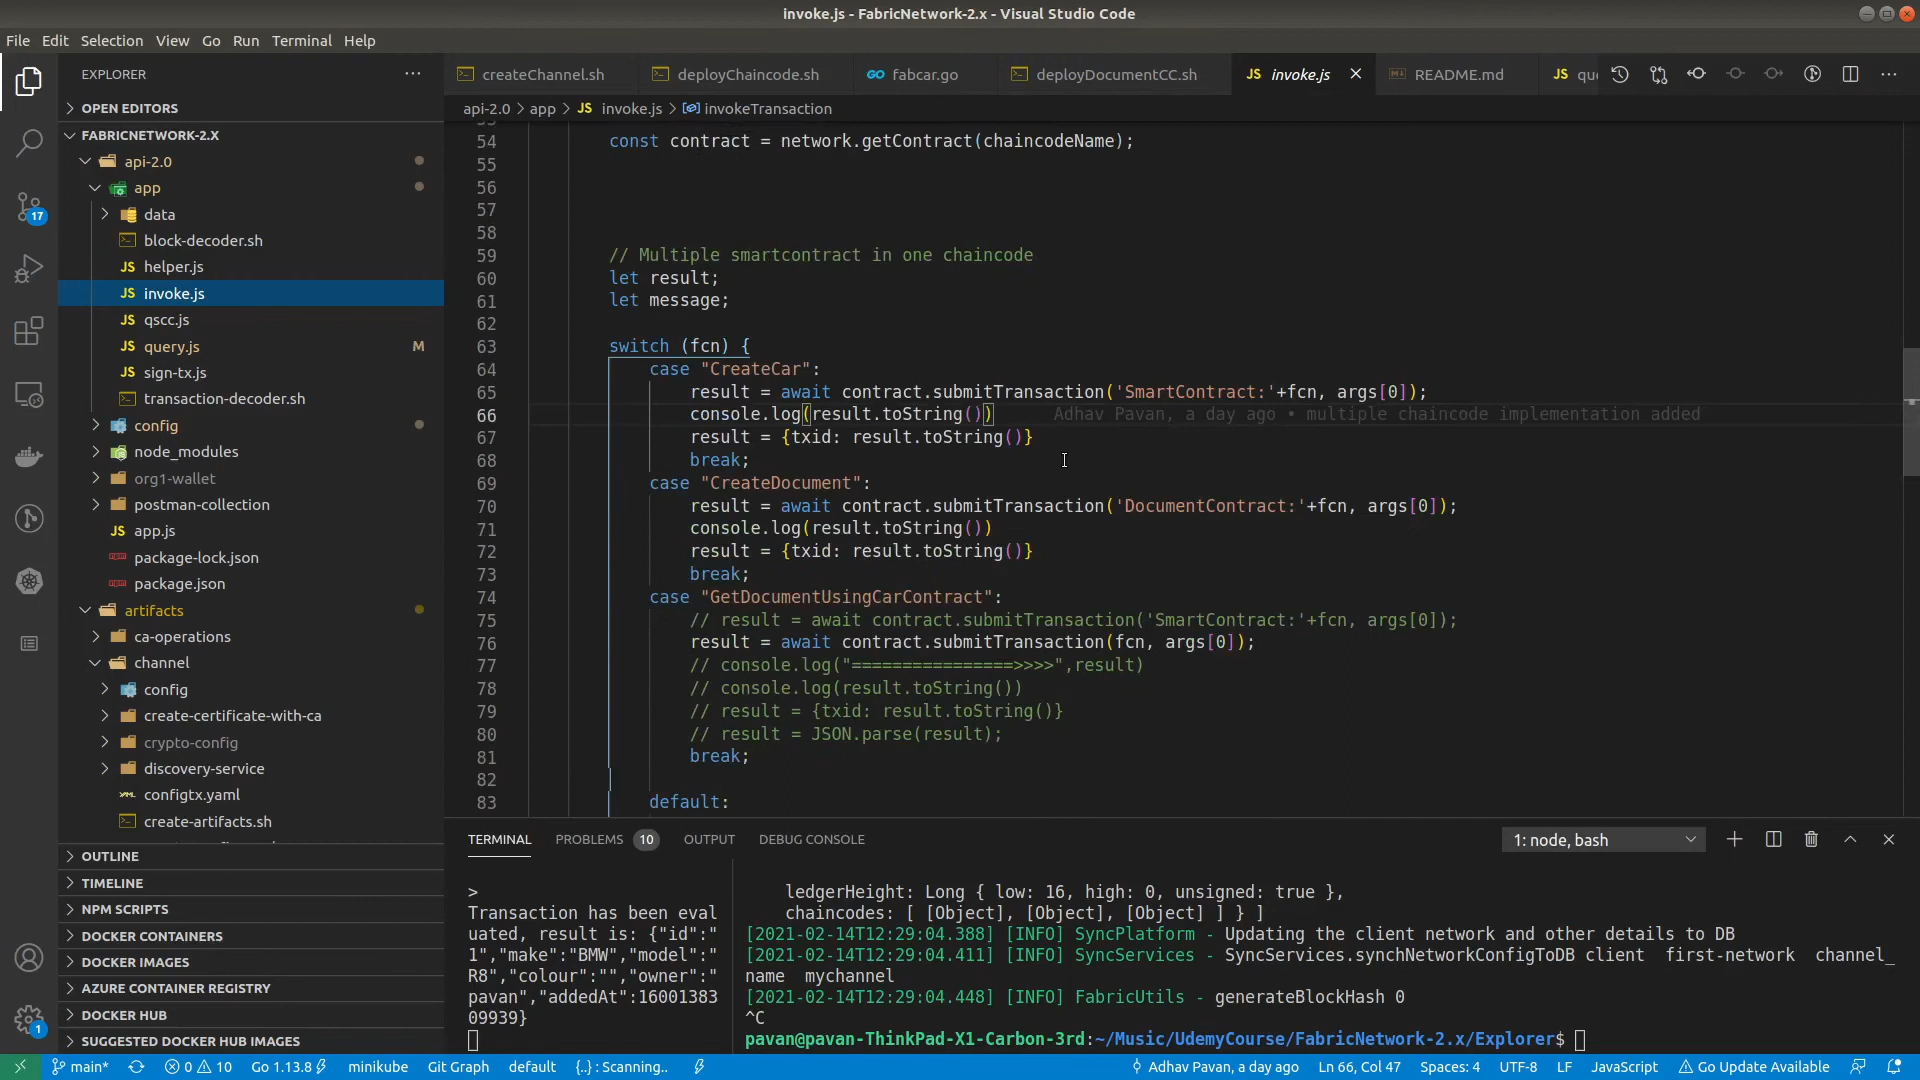 invoke.js - FabricNetwork-2.x - Visual Studio Code
File Edit Selection View Go Run Terminal Help
EXPLORER
OPEN EDITORS
FABRICNETWORK-2.X
api-2.0
app
data
block-decoder.sh
helper.js
invoke.js
qscc.js
query.js M
sign-tx.js
transaction-decoder.sh
config
node_modules
org1-wallet
postman-collection
app.js
package-lock.json
package.json
artifacts
ca-operations
channel
config
create-certificate-with-ca
crypto-config
discovery-service
configtx.yaml
create-artifacts.sh
OUTLINE
TIMELINE
NPM SCRIPTS
DOCKER CONTAINERS
DOCKER IMAGES
AZURE CONTAINER REGISTRY
DOCKER HUB
SUGGESTED DOCKER HUB IMAGES
17
1
createChannel.sh deployChaincode.sh fabcar.go deployDocumentCC.sh JS invoke.js README.md JS qu
api-2.0 > app > JS invoke.js > invokeTransaction
54 const contract = network.getContract(chaincodeName);
55
56
57
58
59 // Multiple smartcontract in one chaincode
60 let result;
61 let message;
62
63 switch (fcn) {
64 case "CreateCar":
65 result = await contract.submitTransaction('SmartContract:'+fcn, args[0]);
66 console.log(result.toString()) Adhav Pavan, a day ago • multiple chaincode implementation added
67 result = {txid: result.toString()}
68 break;
69 case "CreateDocument":
70 result = await contract.submitTransaction('DocumentContract:'+fcn, args[0]);
71 console.log(result.toString())
72 result = {txid: result.toString()}
73 break;
74 case "GetDocumentUsingCarContract":
75 // result = await contract.submitTransaction('SmartContract:'+fcn, args[0]);
76 result = await contract.submitTransaction(fcn, args[0]);
77 // console.log("================>>>>",result)
78 // console.log(result.toString())
79 // result = {txid: result.toString()}
80 // result = JSON.parse(result);
81 break;
82
83 default:
TERMINAL PROBLEMS 10 OUTPUT DEBUG CONSOLE 1: node, bash
>
Transaction has been eval
uated, result is: {"id":"
1","make":"BMW","model":"
R8","colour":"","owner":"
pavan","addedAt":16001383
09939}
ledgerHeight: Long { low: 16, high: 0, unsigned: true },
chaincodes: [ [Object], [Object], [Object] ] } ]
[2021-02-14T12:29:04.388] [INFO] SyncPlatform - Updating the client network and other details to DB
[2021-02-14T12:29:04.411] [INFO] SyncServices - SyncServices.synchNetworkConfigToDB client  first-network  channel_
name  mychannel
[2021-02-14T12:29:04.448] [INFO] FabricUtils - generateBlockHash 0
^C
pavan@pavan-ThinkPad-X1-Carbon-3rd:~/Music/UdemyCourse/FabricNetwork-2.x/Explorer$
main* 0 10 Go 1.13.8 minikube Git Graph default {..} : Scanning.. Adhav Pavan, a day ago Ln 66, Col 47 Spaces: 4 UTF-8 LF JavaScript Go Update Available